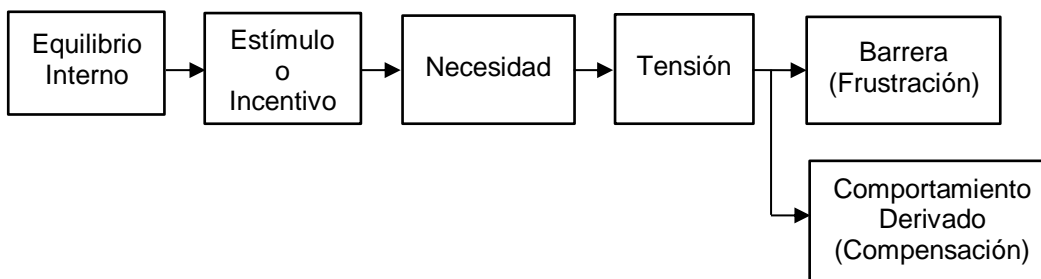 Equilibrio
Interno
Estímulo
o
Incentivo
Necesidad
Tensión
Barrera
(Frustración)
Comportamiento
Derivado
(Compensación)